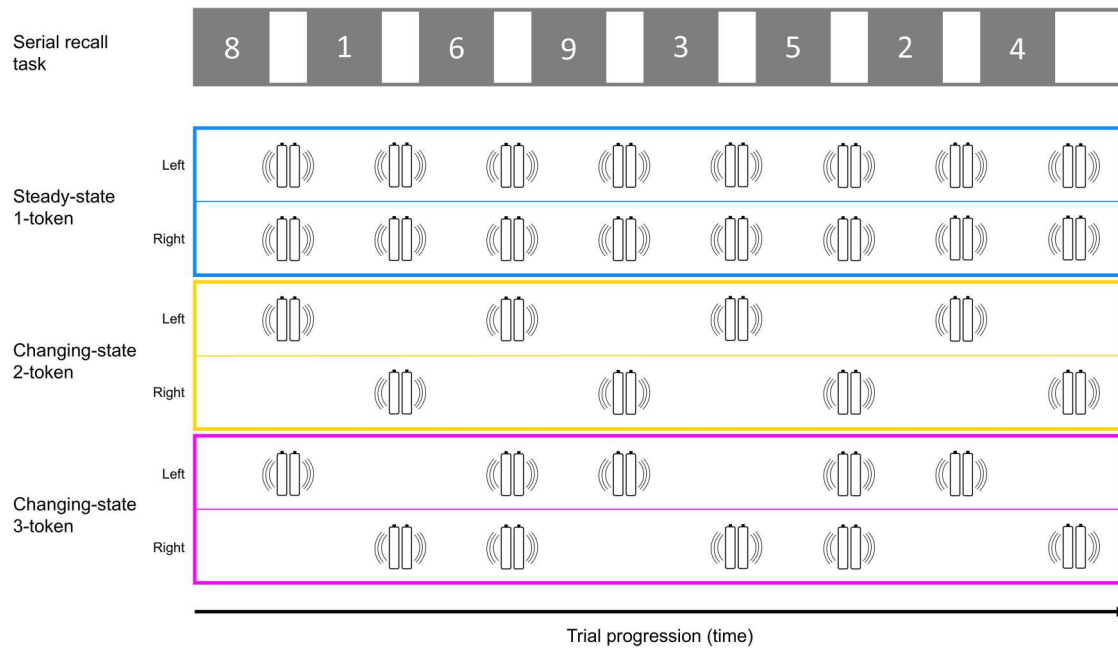 Serial recall
task
8 1 6 9 3 5 2 4
Left
Steady-state
1-token
Right
Left
Changing-state
2-token
Right
Left
Changing-state
3-token
Right
Trial progression (time)